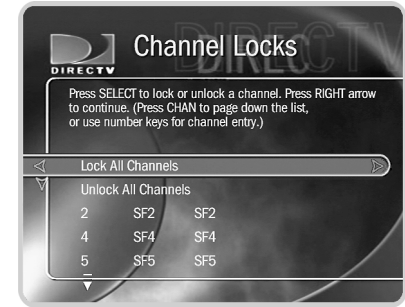 DIRECTV
Channel Locks
Press SELECT to lock or unlock a channel. Press RIGHT arrow
to continue. (Press CHAN to page down the list,
or use number keys for channel entry.)
Lock All Channels
Unlock All Channels
2 SF2 SF2
4 SF4 SF4
5 SF5 SF5